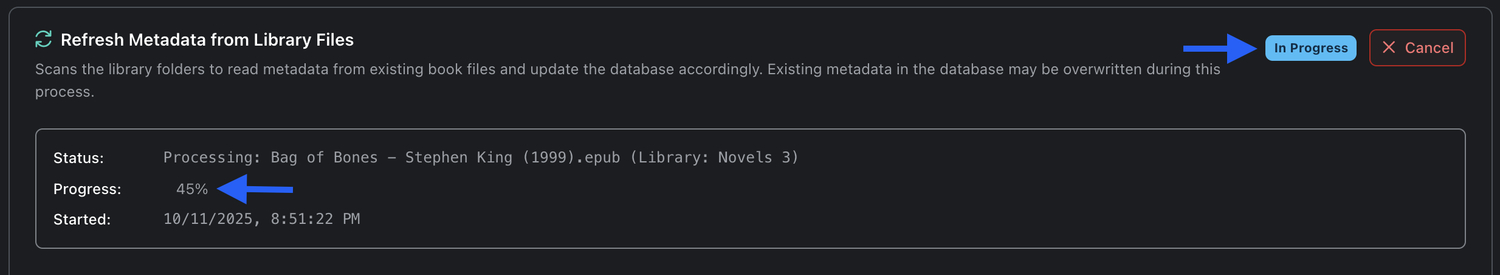 Refresh Metadata from Library Files
In Progress
Cancel
Scans the library folders to read metadata from existing book files and update the database accordingly. Existing metadata in the database may be overwritten during this
process.
Status: Processing: Bag of Bones – Stephen King (1999).epub (Library: Novels 3)
Progress: 45%
Started: 10/11/2025, 8:51:22 PM